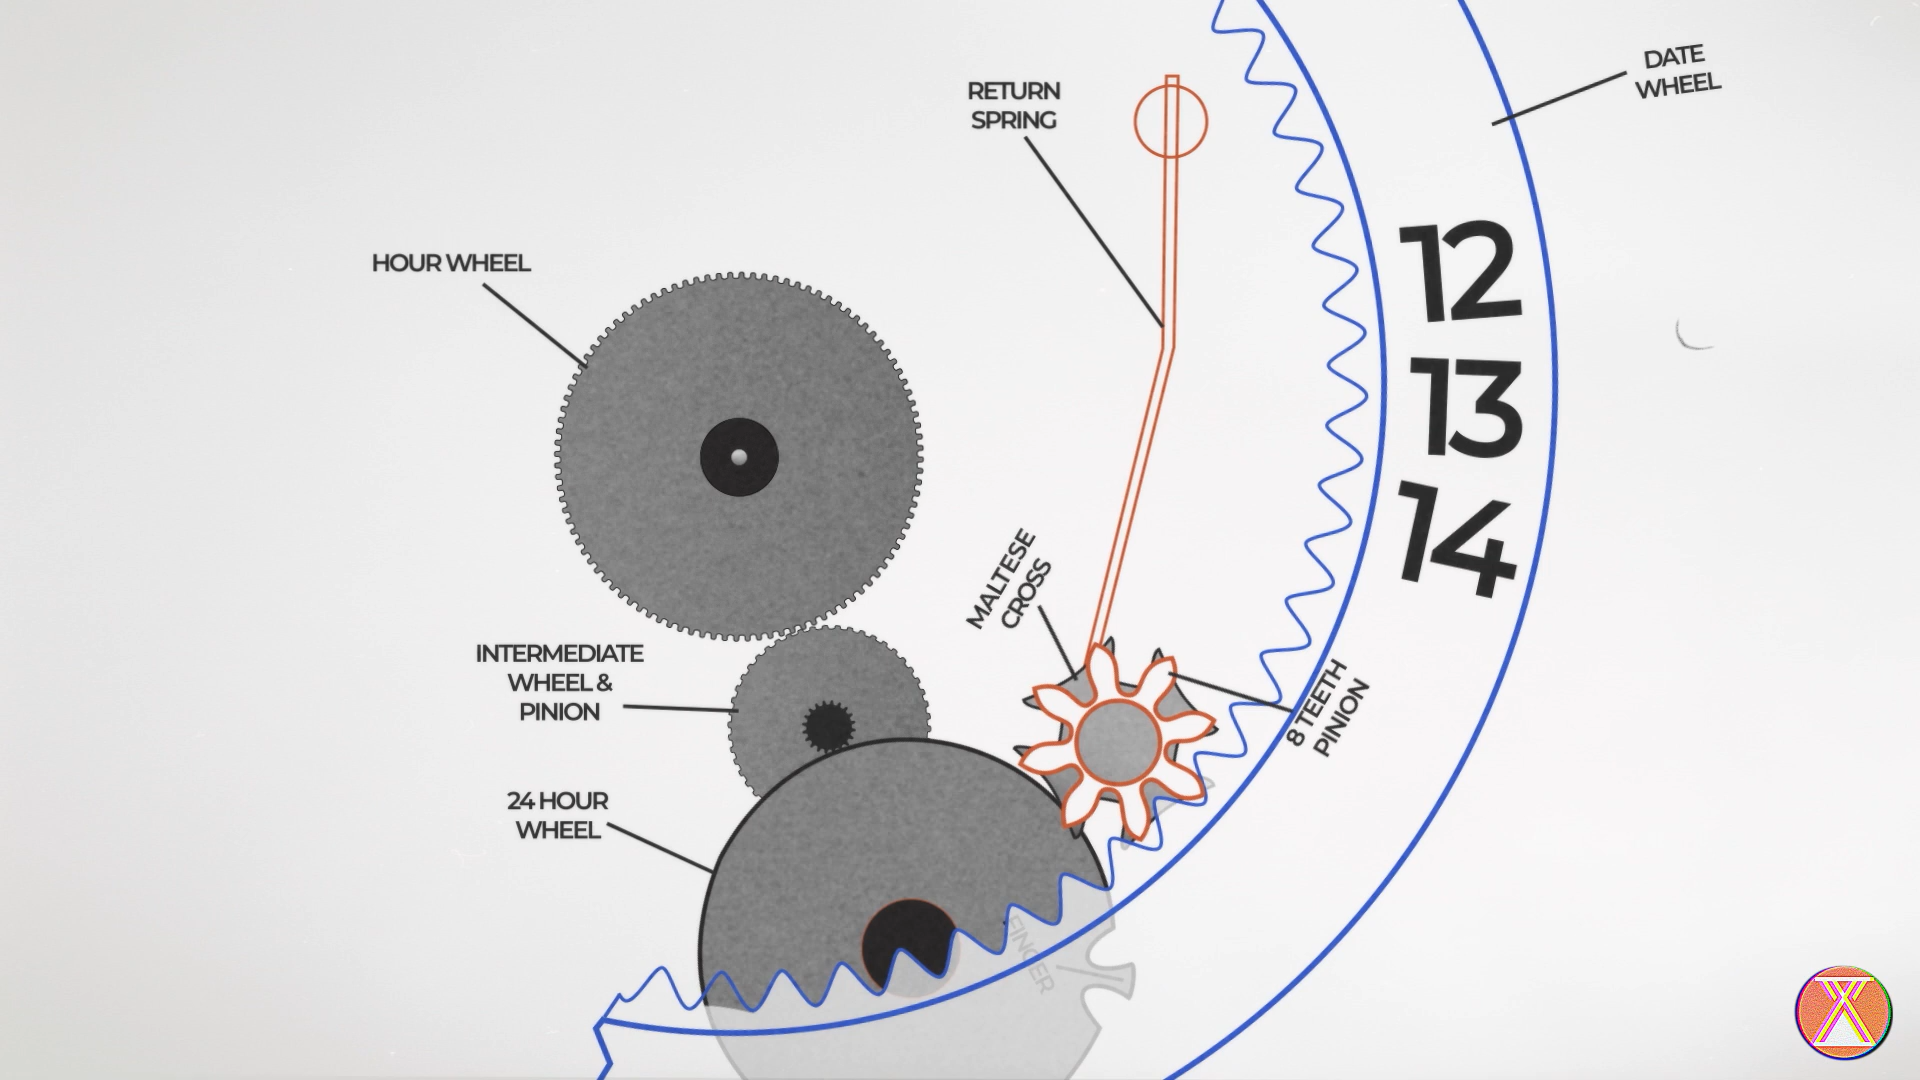 DATE
WHEEL
RETURN
SPRING
HOUR WHEEL
12
13
14
MALTESE
CROSS
INTERMEDIATE
WHEEL &
PINION
8 TEETH
PINION
24 HOUR
WHEEL
FINGER